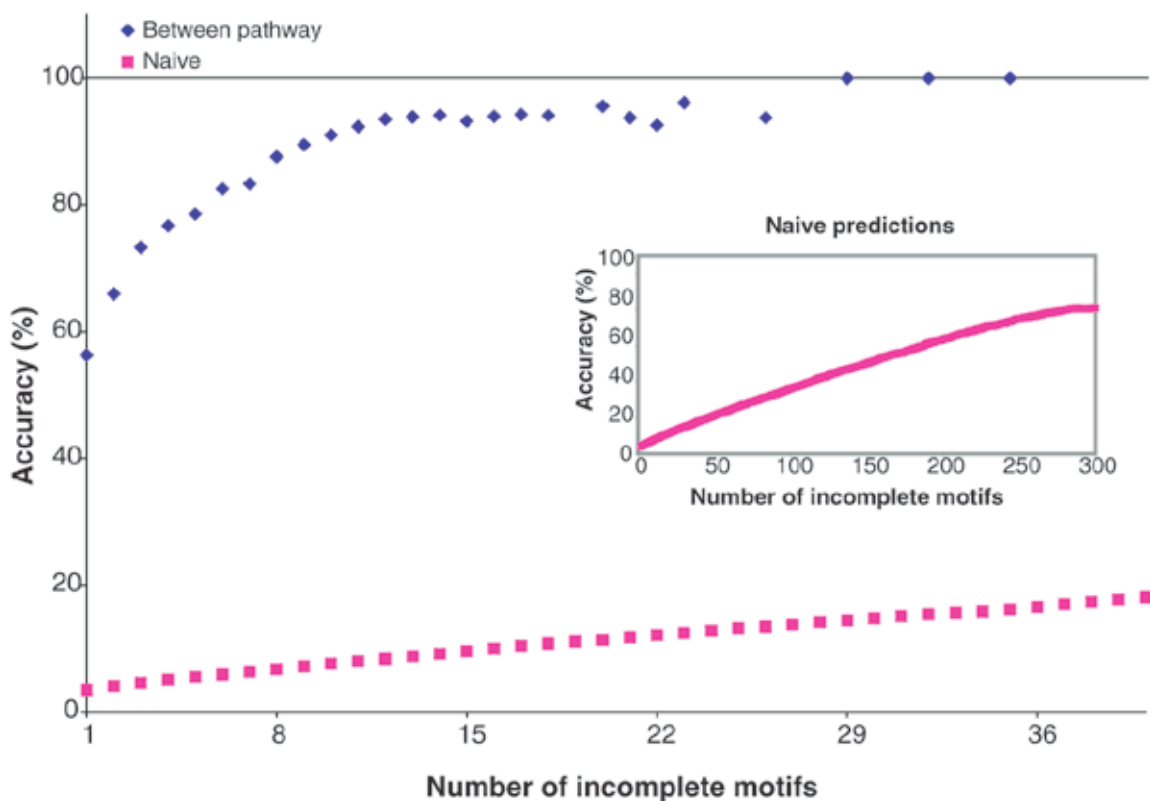 Between pathway
Naive
100
80
60
40
20
0
Accuracy (%)
1 8 15 22 29 36
Number of incomplete motifs
Naive predictions
100
80
60
40
20
0
Accuracy (%)
0 50 100 150 200 250 300
Number of incomplete motifs